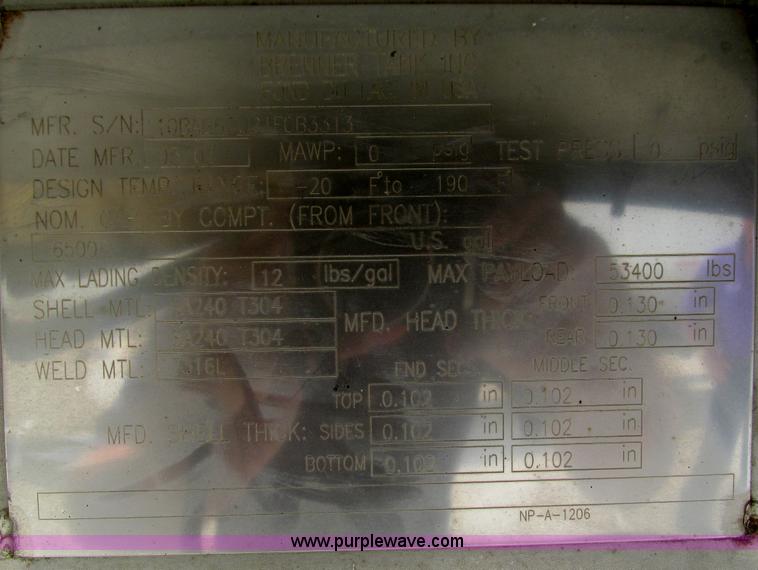 MANUFACTURED BY
BRENNER TANK INC
FOND DU LAC WI USA
MFR. S/N:
DATE MFR. MAWP: 0 psig TEST PRESS 0 psig
DESIGN TEMP. RANGE: -20 F to 190 F
NOM. BY COMPT. (FROM FRONT):
6500 U.S. gal
MAX LADING DENSITY: 12 lbs/gal MAX PAYLOAD: 53400 lbs
SHELL MTL: SA240 T304 MFD. HEAD THICK: FRONT 0.130 in
HEAD MTL: SA240 T304 REAR 0.130 in
WELD MTL: 316L END SEC. MIDDLE SEC.
TOP 0.102 in 0.102 in
MFD. SHELL THICK: SIDES 0.102 in 0.102 in
BOTTOM 0.102 in 0.102 in
NP-A-1206
www.purplewave.com